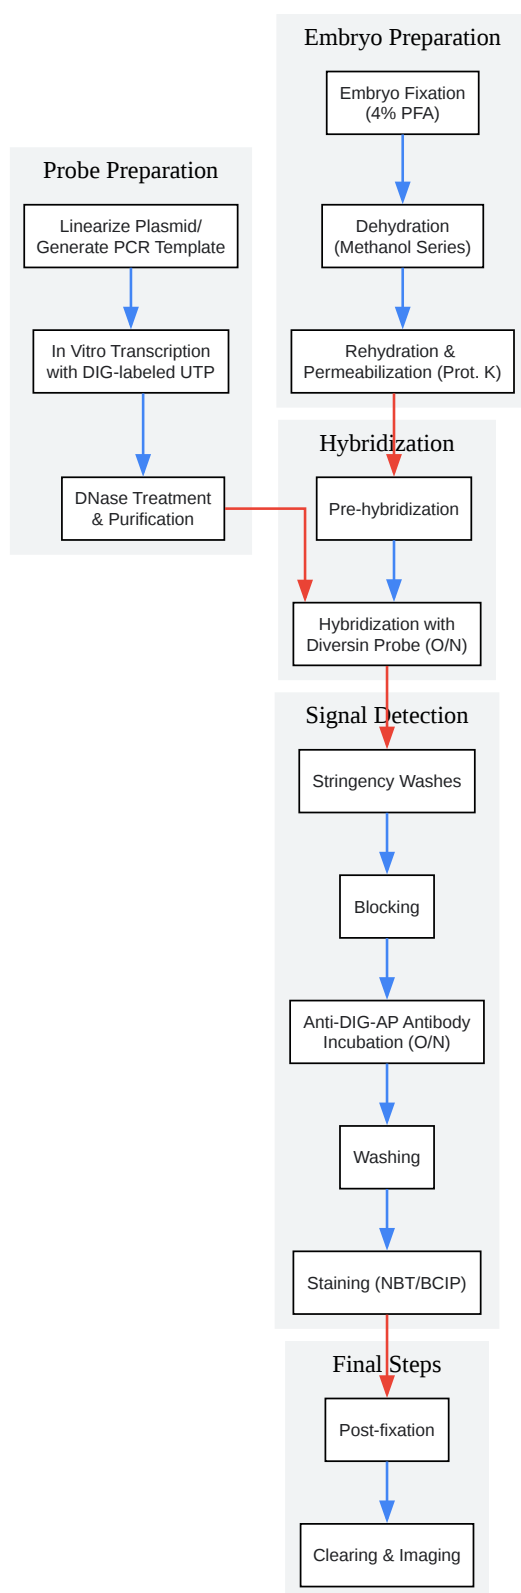 Embryo Preparation
Embryo Fixation
(4% PFA)
Dehydration
(Methanol Series)
Rehydration &
Permeabilization (Prot. K)
Probe Preparation
Linearize Plasmid/
Generate PCR Template
In Vitro Transcription
with DIG-labeled UTP
DNase Treatment
& Purification
Hybridization
Pre-hybridization
Hybridization with
Diversin Probe (O/N)
Signal Detection
Stringency Washes
Blocking
Anti-DIG-AP Antibody
Incubation (O/N)
Washing
Staining (NBT/BCIP)
Final Steps
Post-fixation
Clearing & Imaging